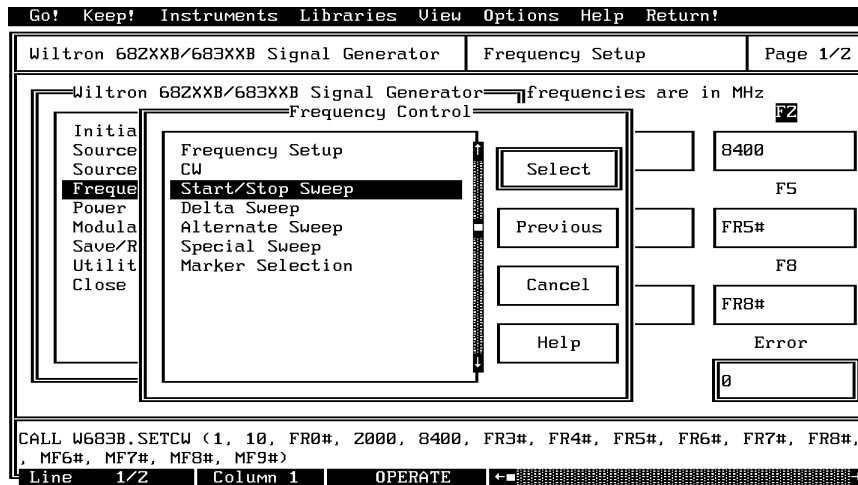 Go! Keep! Instruments Libraries View Options Help Return!
Wiltron 682XXB/683XXB Signal Generator Frequency Setup Page 1/2
Wiltron 682XXB/683XXB Signal Generator frequencies are in MHz
Frequency Control F2
Initia
Source Frequency Setup 8400
Source CW Select
Freque Start/Stop Sweep F5
Power Delta Sweep
Modula Alternate Sweep Previous FR5#
Save/R Special Sweep
Utilit Marker Selection F8
Close Cancel
FR8#
Help Error
0
CALL W683B.SETCW (1, 10, FR0#, 2000, 8400, FR3#, FR4#, FR5#, FR6#, FR7#, FR8#,
, MF6#, MF7#, MF8#, MF9#)
Line 1/2 Column 1 OPERATE